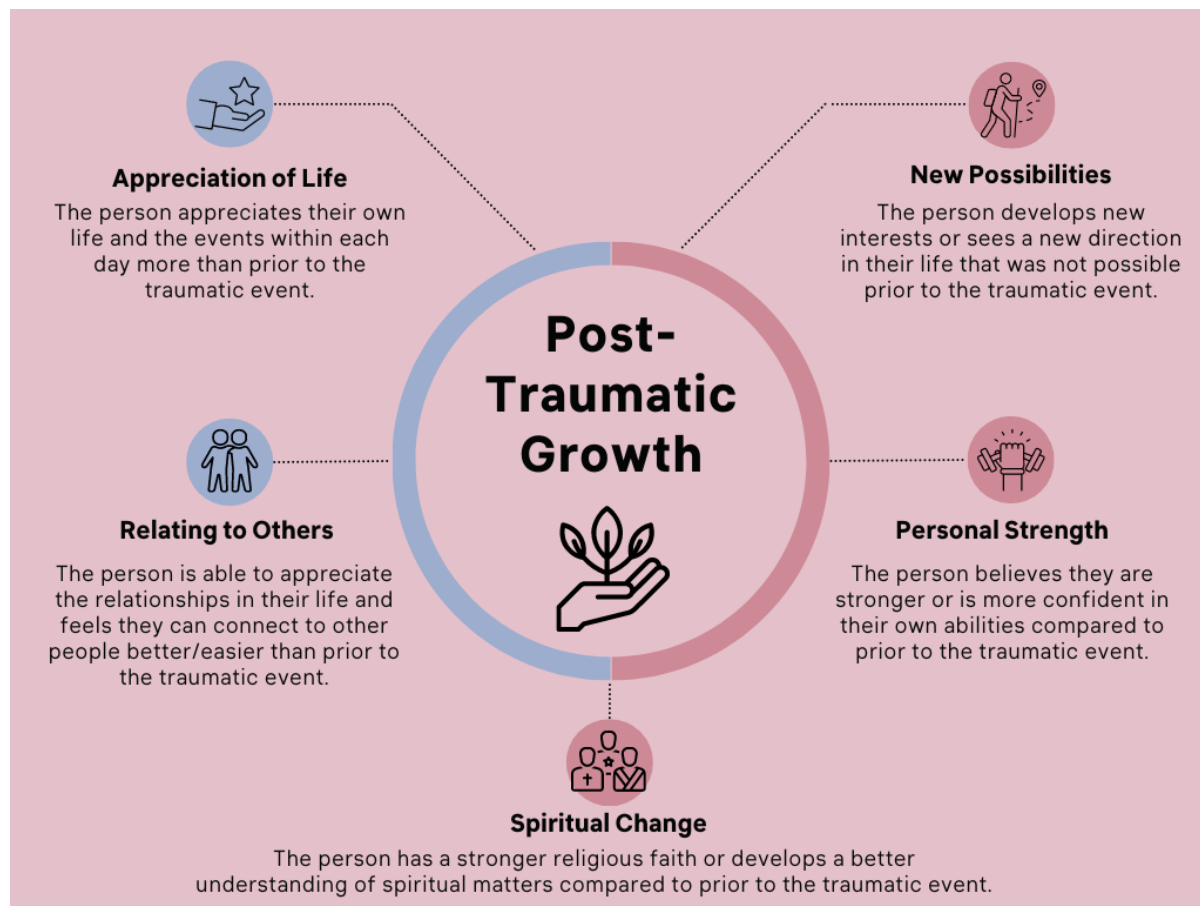 Post-
Traumatic
Growth
Appreciation of Life
The person appreciates their own
life and the events within each
day more than prior to the
traumatic event.
New Possibilities
The person develops new
interests or sees a new direction
in their life that was not possible
prior to the traumatic event.
Relating to Others
The person is able to appreciate
the relationships in their life and
feels they can connect to other
people better/easier than prior to
the traumatic event.
Personal Strength
The person believes they are
stronger or is more confident in
their own abilities compared to
prior to the traumatic event.
Spiritual Change
The person has a stronger religious faith or develops a better
understanding of spiritual matters compared to prior to the traumatic event.